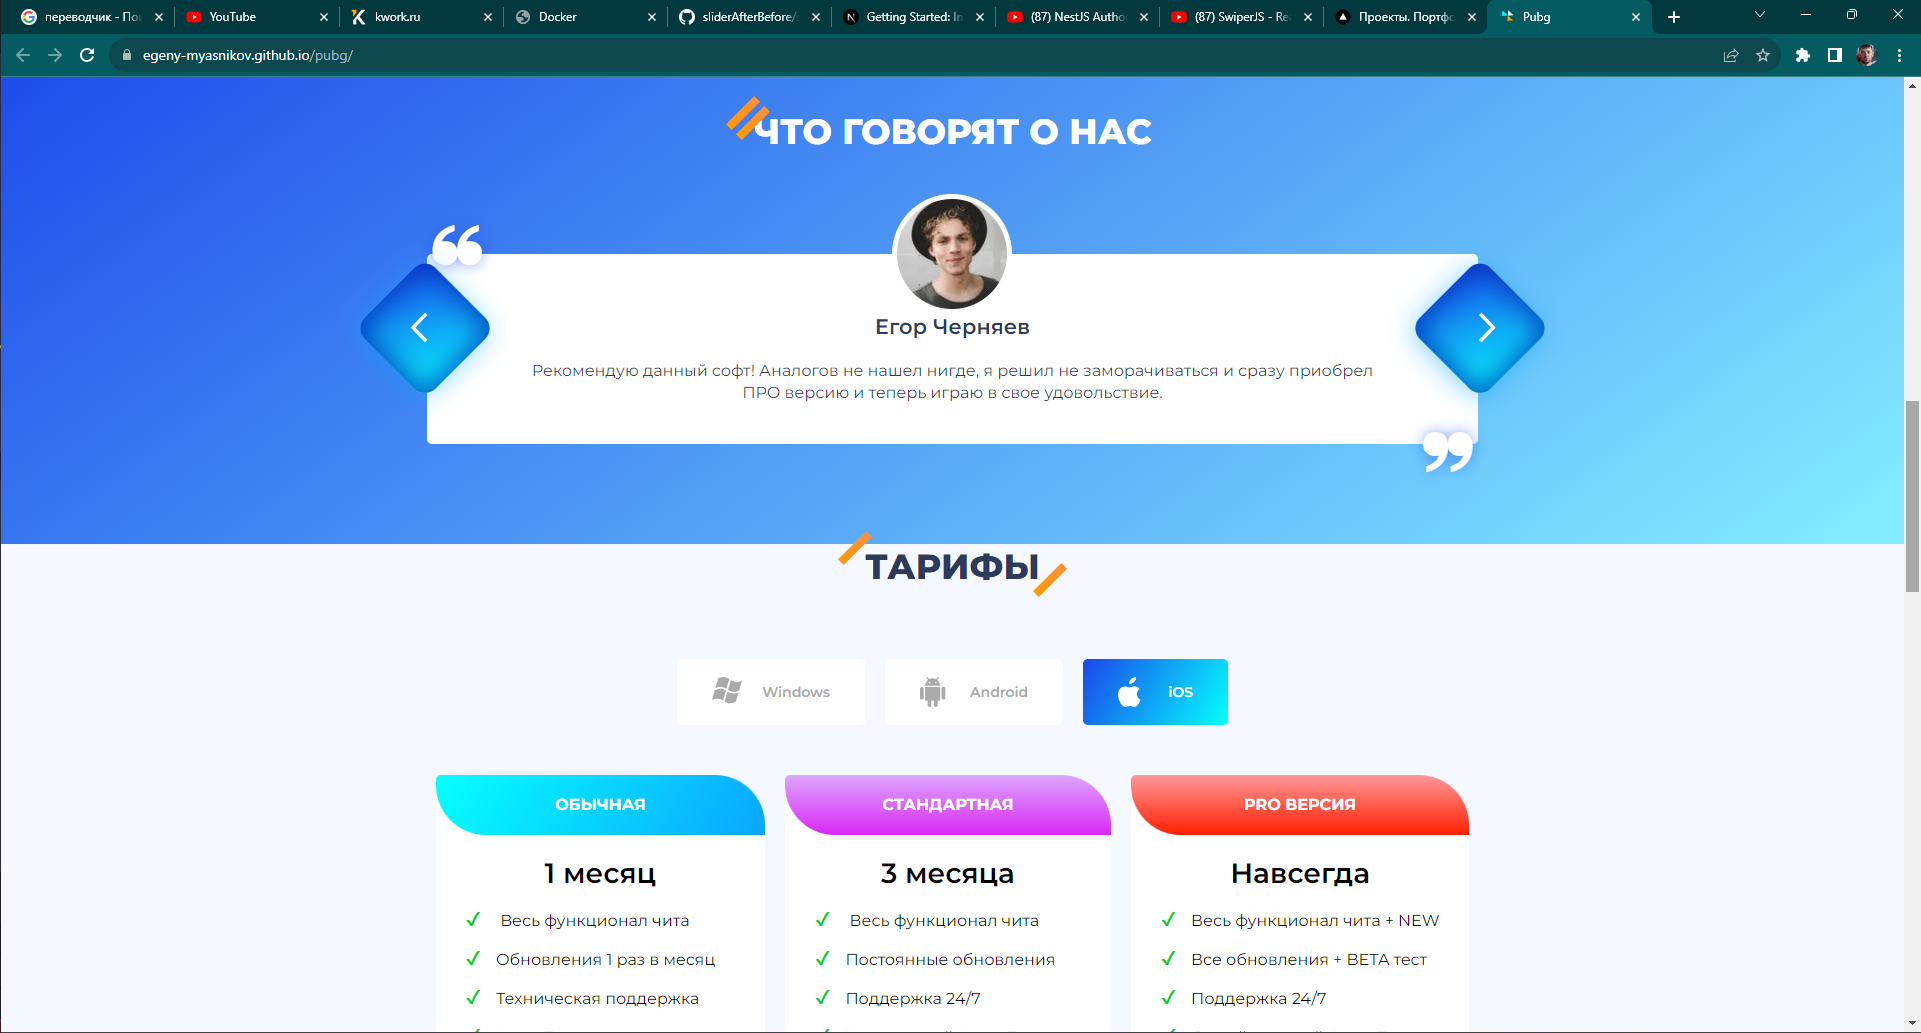 переводчик - По
YouTube
kwork.ru
Docker
sliderAfterBefore/
Getting Started: In
(87) NestJS Autho
(87) SwiperJS - Re
Проекты. Портфо
Pubg
egeny-myasnikov.github.io/pubg/
ЧТО ГОВОРЯТ О НАС
Егор Черняев
Рекомендую данный софт! Аналогов не нашел нигде, я решил не заморачиваться и сразу приобрел
ПРО версию и теперь играю в свое удовольствие.
ТАРИФЫ
Windows
Android
iOS
ОБЫЧНАЯ
1 месяц
Весь функционал чита
Обновления 1 раз в месяц
Техническая поддержка
СТАНДАРТНАЯ
3 месяца
Весь функционал чита
Постоянные обновления
Поддержка 24/7
PRO ВЕРСИЯ
Навсегда
Весь функционал чита + NEW
Все обновления + BETA тест
Поддержка 24/7